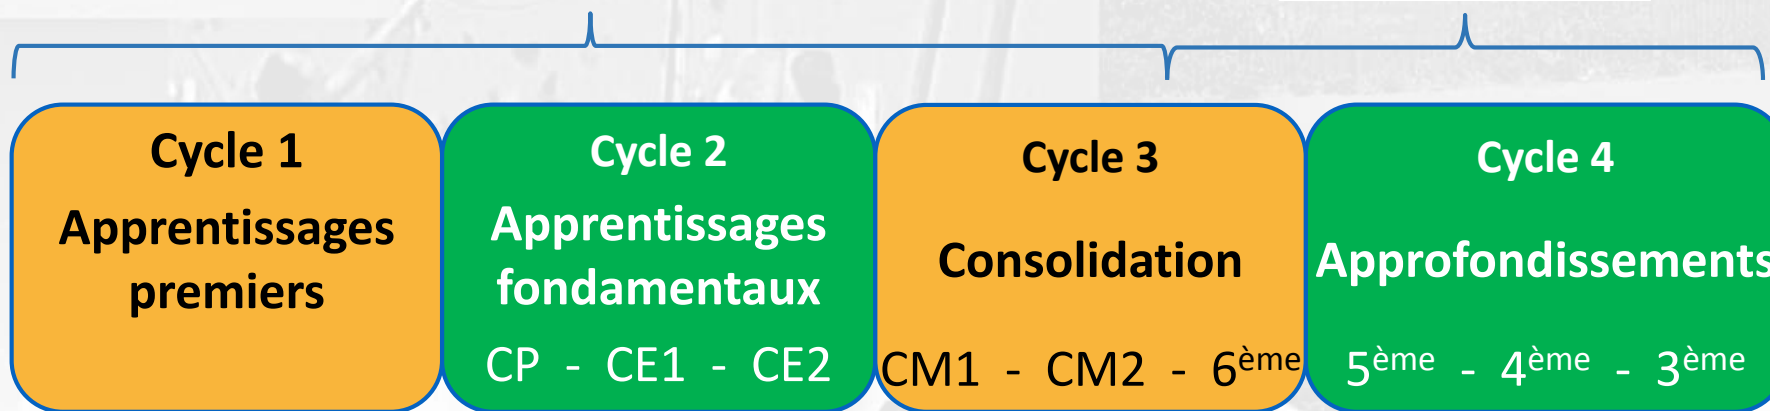 Cycle 1
Apprentissages
premiers
Cycle 2
Apprentissages
fondamentaux
CP - CE1 - CE2
Cycle 3
Consolidation
CM1 - CM2 - 6ème
Cycle 4
Approfondissements
5ème - 4ème - 3ème